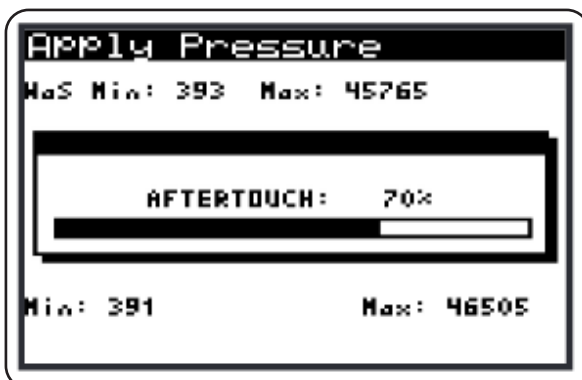 Apply Pressure
WaS Min: 393 Max: 45765
AFTERTOUCH: 70%
Min: 391 Max: 46505